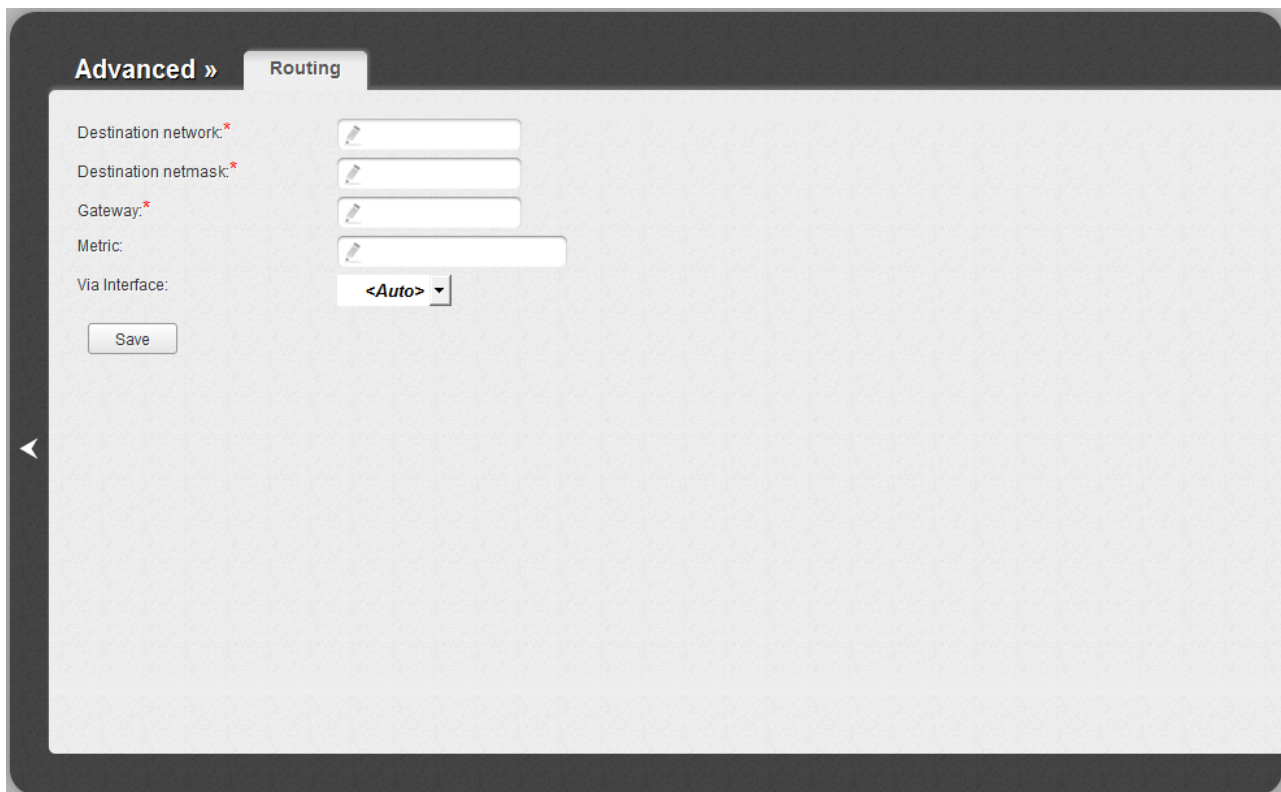 Advanced » Routing
Destination network:*
Destination netmask:*
Gateway:*
Metric:
Via Interface: <Auto>
Save